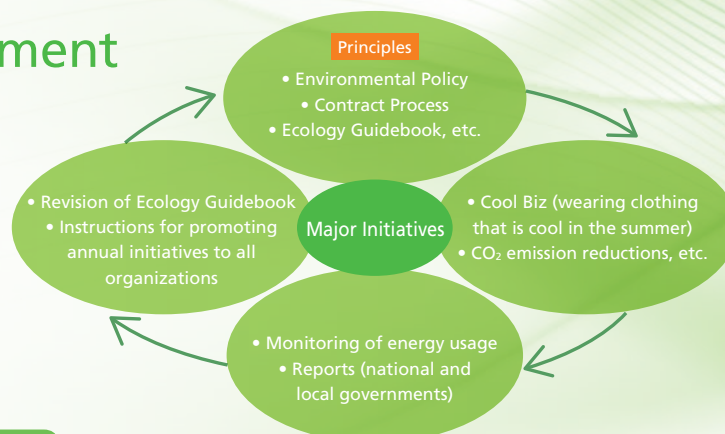 ment
Principles
• Environmental Policy
• Contract Process
• Ecology Guidebook, etc.
• Revision of Ecology Guidebook
• Instructions for promoting
annual initiatives to all
organizations
Major Initiatives
• Cool Biz (wearing clothing
that is cool in the summer)
• CO₂ emission reductions, etc.
• Monitoring of energy usage
• Reports (national and
local governments)